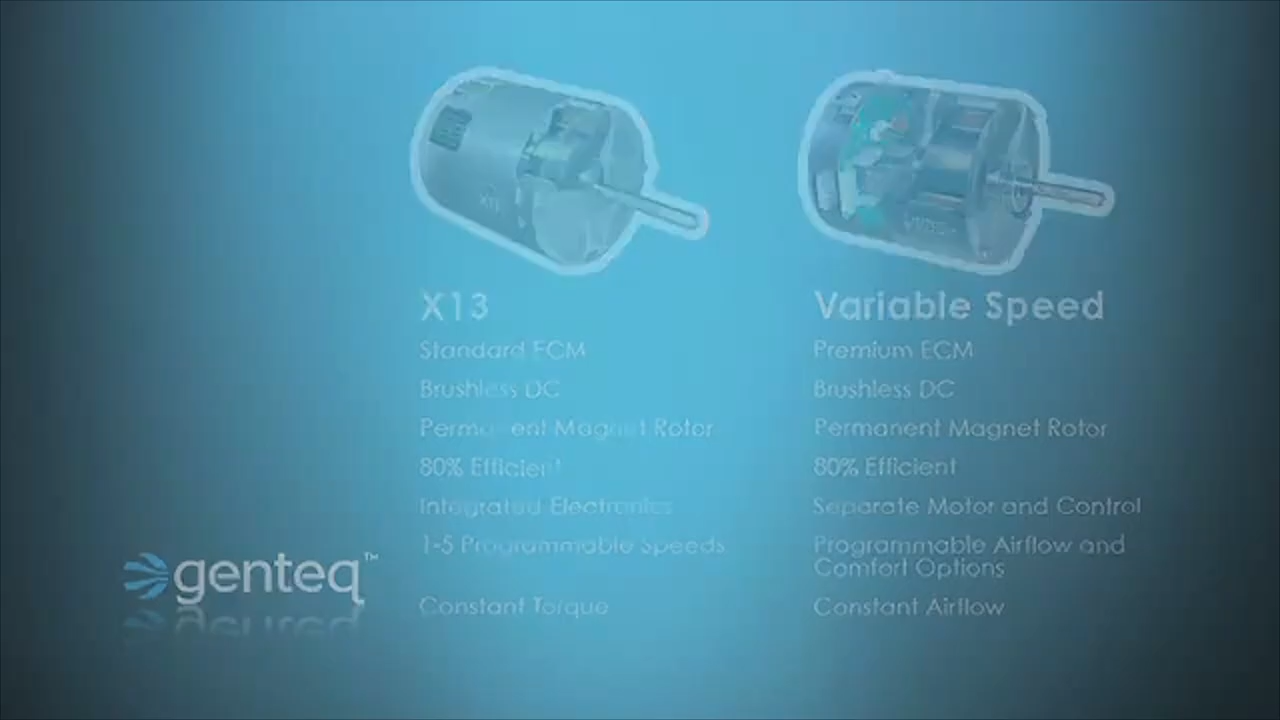 X13
Standard ECM
Brushless DC
Permanent Magnet Rotor
80% Efficient
Integrated Electronics
1-5 Programmable Speeds
Constant Torque
Variable Speed
Premium ECM
Brushless DC
Permanent Magnet Rotor
80% Efficient
Separate Motor and Control
Programmable Airflow and
Comfort Options
Constant Airflow
genteq™